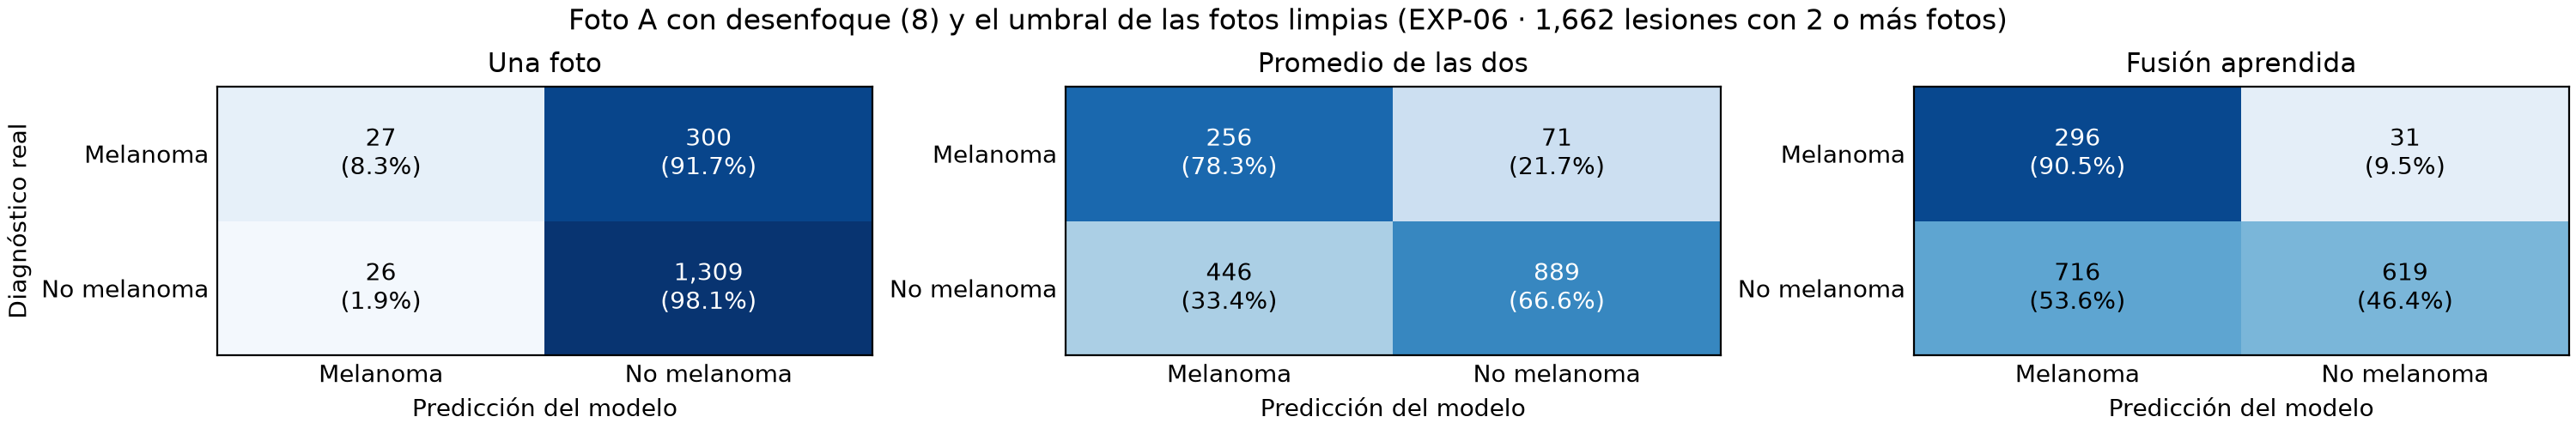 Foto A con desenfoque (8) y el umbral de las fotos limpias (EXP-06 · 1,662 lesiones con 2 o más fotos)
Una foto
Diagnóstico real
Melanoma
No melanoma
27
(8.3%)
300
(91.7%)
26
(1.9%)
1,309
(98.1%)
Melanoma
No melanoma
Predicción del modelo
Promedio de las dos
Melanoma
No melanoma
256
(78.3%)
71
(21.7%)
446
(33.4%)
889
(66.6%)
Melanoma
No melanoma
Predicción del modelo
Fusión aprendida
Melanoma
No melanoma
296
(90.5%)
31
(9.5%)
716
(53.6%)
619
(46.4%)
Melanoma
No melanoma
Predicción del modelo